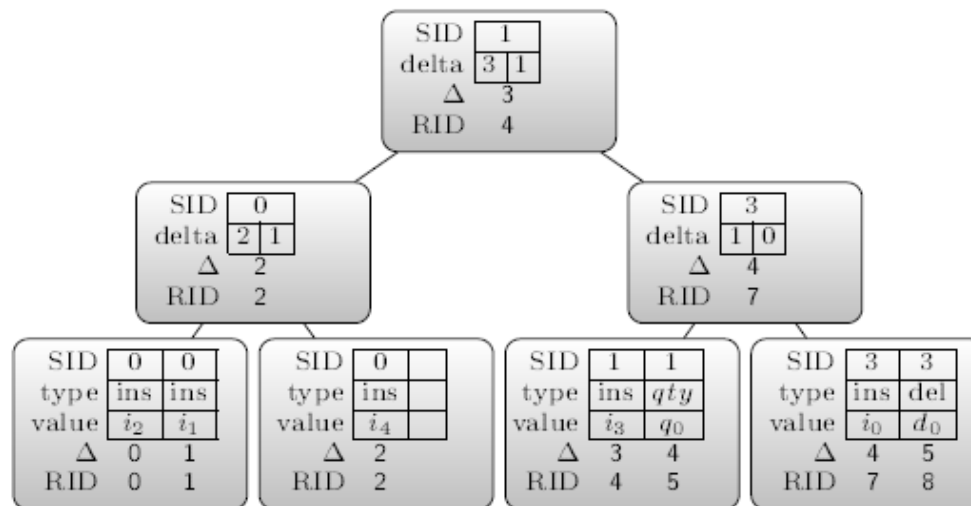 SID 1
delta 3 1
Δ 3
RID 4
SID 0
delta 2 1
Δ 2
RID 2
SID 3
delta 1 0
Δ 4
RID 7
SID 0 0
type ins ins
value i₂ i₁
Δ 0 1
RID 0 1
SID 0
type ins
value i₄
Δ 2
RID 2
SID 1 1
type ins qty
value i₃ q₀
Δ 3 4
RID 4 5
SID 3 3
type ins del
value i₀ d₀
Δ 4 5
RID 7 8